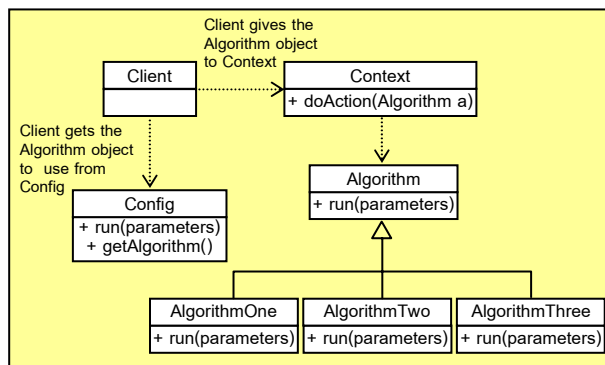 Client gives the
Algorithm object
to Context
Client
Context
+ doAction(Algorithm a)
Client gets the
Algorithm object
to use from
Config
Algorithm
+ run(parameters)
Config
+ run(parameters)
+ getAlgorithm()
AlgorithmOne
+ run(parameters)
AlgorithmTwo
+ run(parameters)
AlgorithmThree
+ run(parameters)